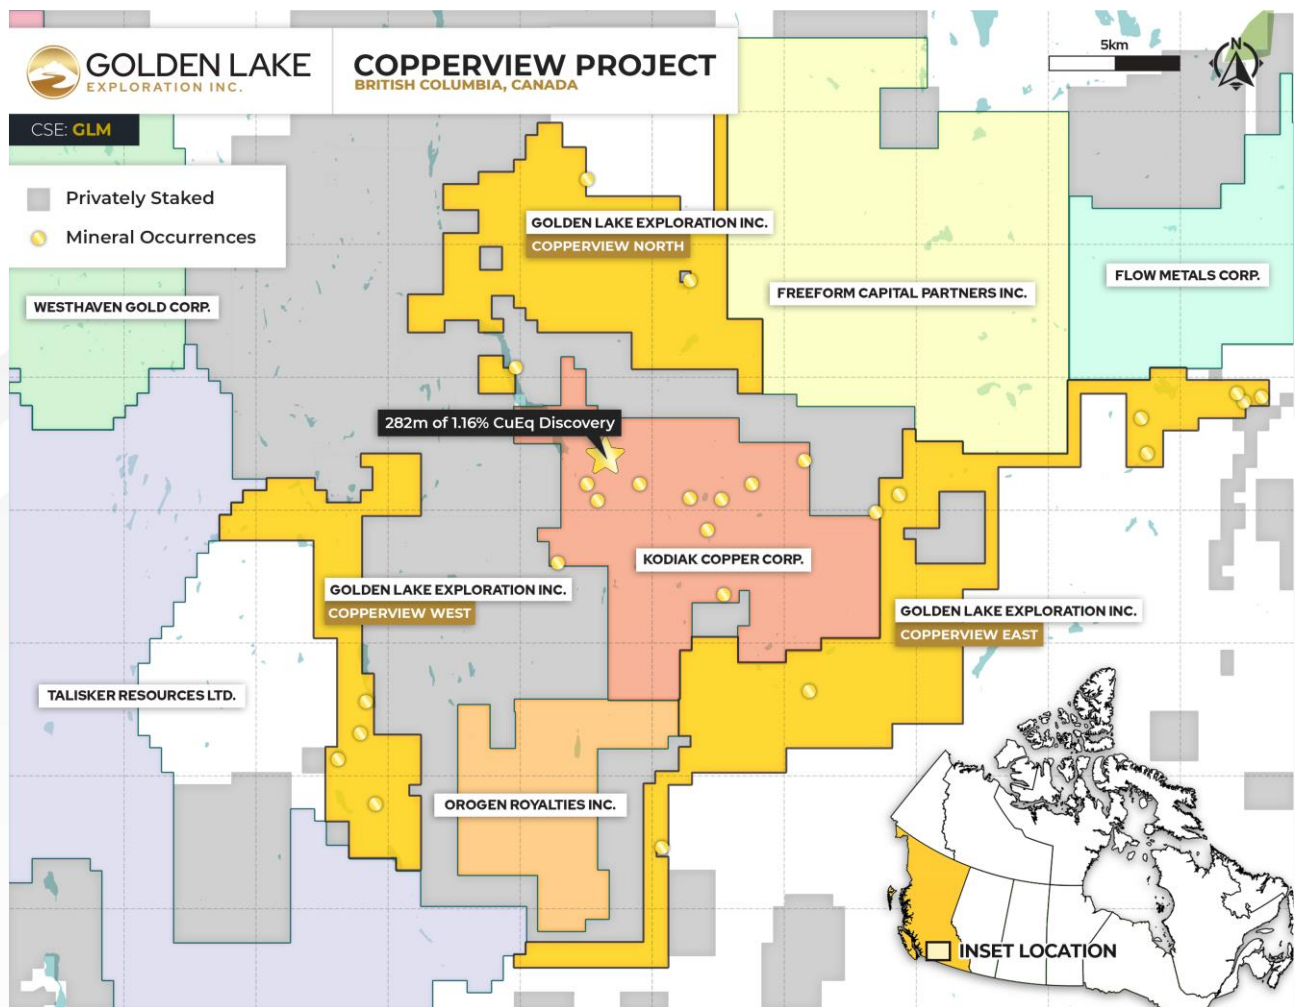 GOLDEN LAKE
EXPLORATION INC.
COPPERVIEW PROJECT
BRITISH COLUMBIA, CANADA
5km
N
CSE: GLM
Privately Staked
Mineral Occurrences
GOLDEN LAKE EXPLORATION INC.
COPPERVIEW NORTH
FLOW METALS CORP.
FREEFORM CAPITAL PARTNERS INC.
WESTHAVEN GOLD CORP.
282m of 1.16% CuEq Discovery
KODIAK COPPER CORP.
GOLDEN LAKE EXPLORATION INC.
COPPERVIEW WEST
GOLDEN LAKE EXPLORATION INC.
COPPERVIEW EAST
TALISKER RESOURCES LTD.
OROGEN ROYALTIES INC.
INSET LOCATION